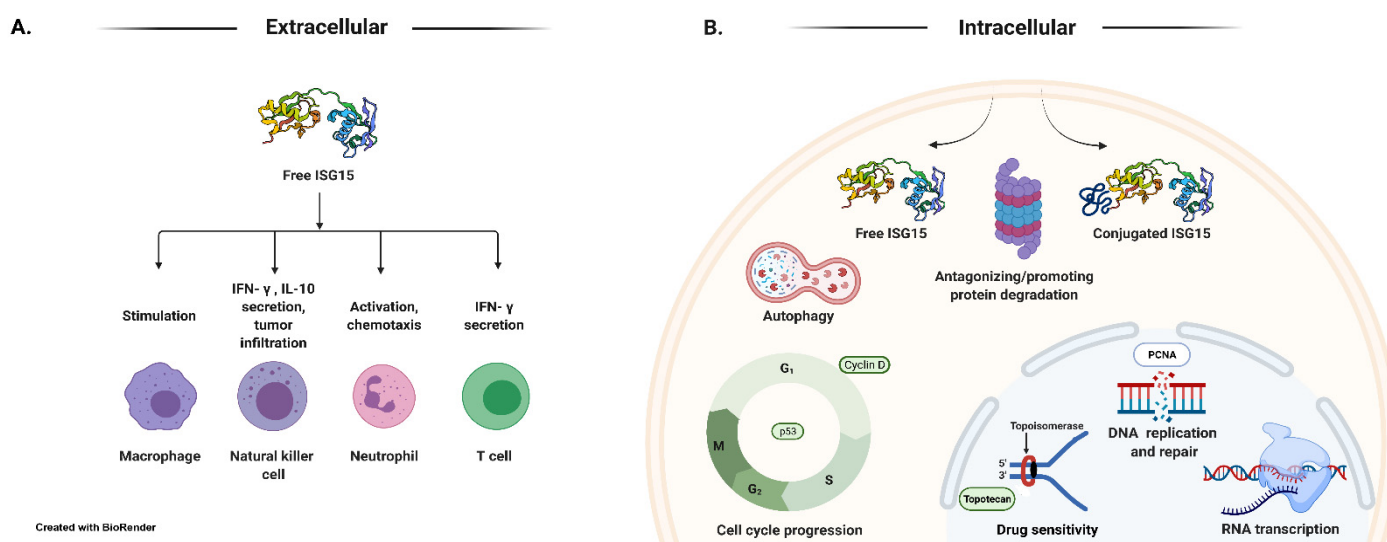 A.
Extracellular
Free ISG15
Stimulation
IFN- γ , IL-10
secretion,
tumor
infiltration
Activation,
chemotaxis
IFN- γ
secretion
Macrophage
Natural killer
cell
Neutrophil
T cell
Created with BioRender
B.
Intracellular
Free ISG15
Conjugated ISG15
Antagonizing/promoting
protein degradation
Autophagy
G₁
Cyclin D
p53
M
G₂
S
Cell cycle progression
PCNA
DNA replication
and repair
Topoisomerase
5'
3'
Topotecan
Drug sensitivity
RNA transcription